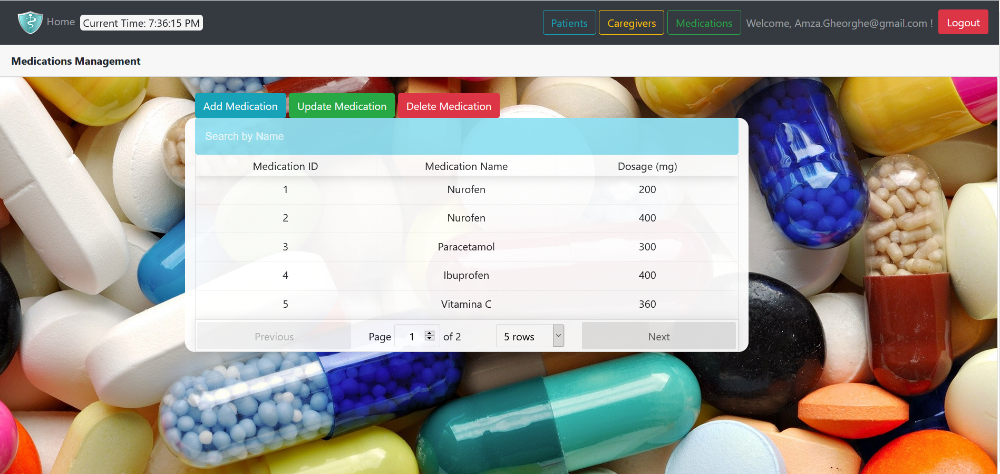 Home Current Time: 7:36:15 PM Patients Caregivers Medications Welcome, Amza.Gheorghe@gmail.com ! Logout
Medications Management
Add Medication Update Medication Delete Medication
Search by Name
Medication ID Medication Name Dosage (mg)
1 Nurofen 200
2 Nurofen 400
3 Paracetamol 300
4 Ibuprofen 400
5 Vitamina C 360
Previous Page 1 of 2 5 rows Next